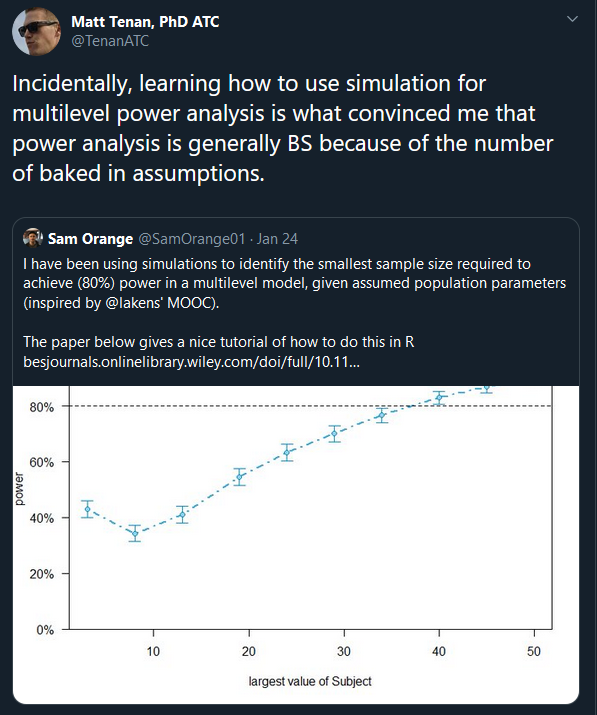 Matt Tenan, PhD ATC
@TenanATC
Incidentally, learning how to use simulation for
multilevel power analysis is what convinced me that
power analysis is generally BS because of the number
of baked in assumptions.
Sam Orange @SamOrange01 · Jan 24
I have been using simulations to identify the smallest sample size required to
achieve (80%) power in a multilevel model, given assumed population parameters
(inspired by @lakens' MOOC).
The paper below gives a nice tutorial of how to do this in R
besjournals.onlinelibrary.wiley.com/doi/full/10.11...
80%
60%
40%
20%
0%
power
10 20 30 40 50
largest value of Subject